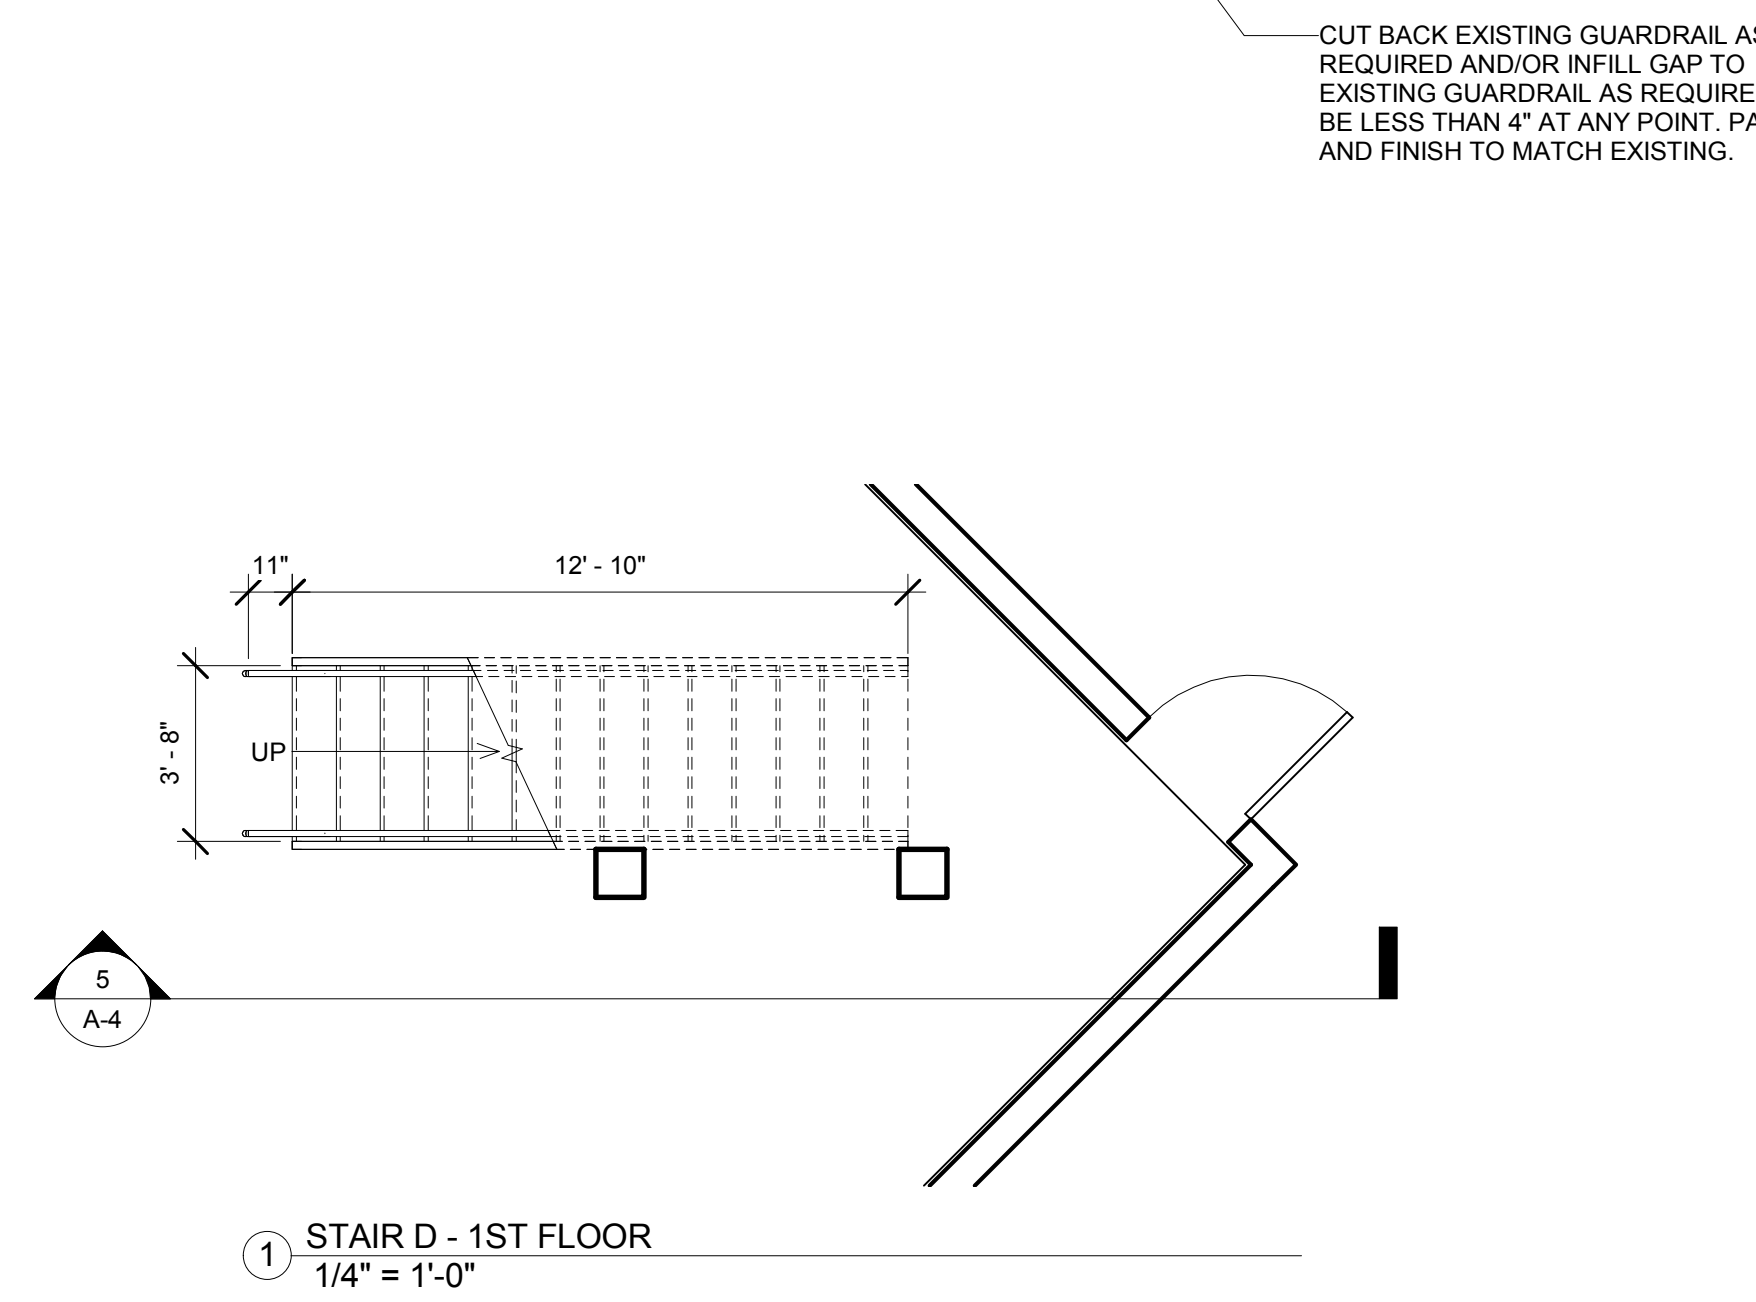 CUT BACK EXISTING GUARDRAIL AS
REQUIRED AND/OR INFILL GAP TO
EXISTING GUARDRAIL AS REQUIRE
BE LESS THAN 4" AT ANY POINT. PA
AND FINISH TO MATCH EXISTING.
11"
12' - 10"
3' - 8"
UP
5
A-4
1
STAIR D - 1ST FLOOR
1/4" = 1'-0"